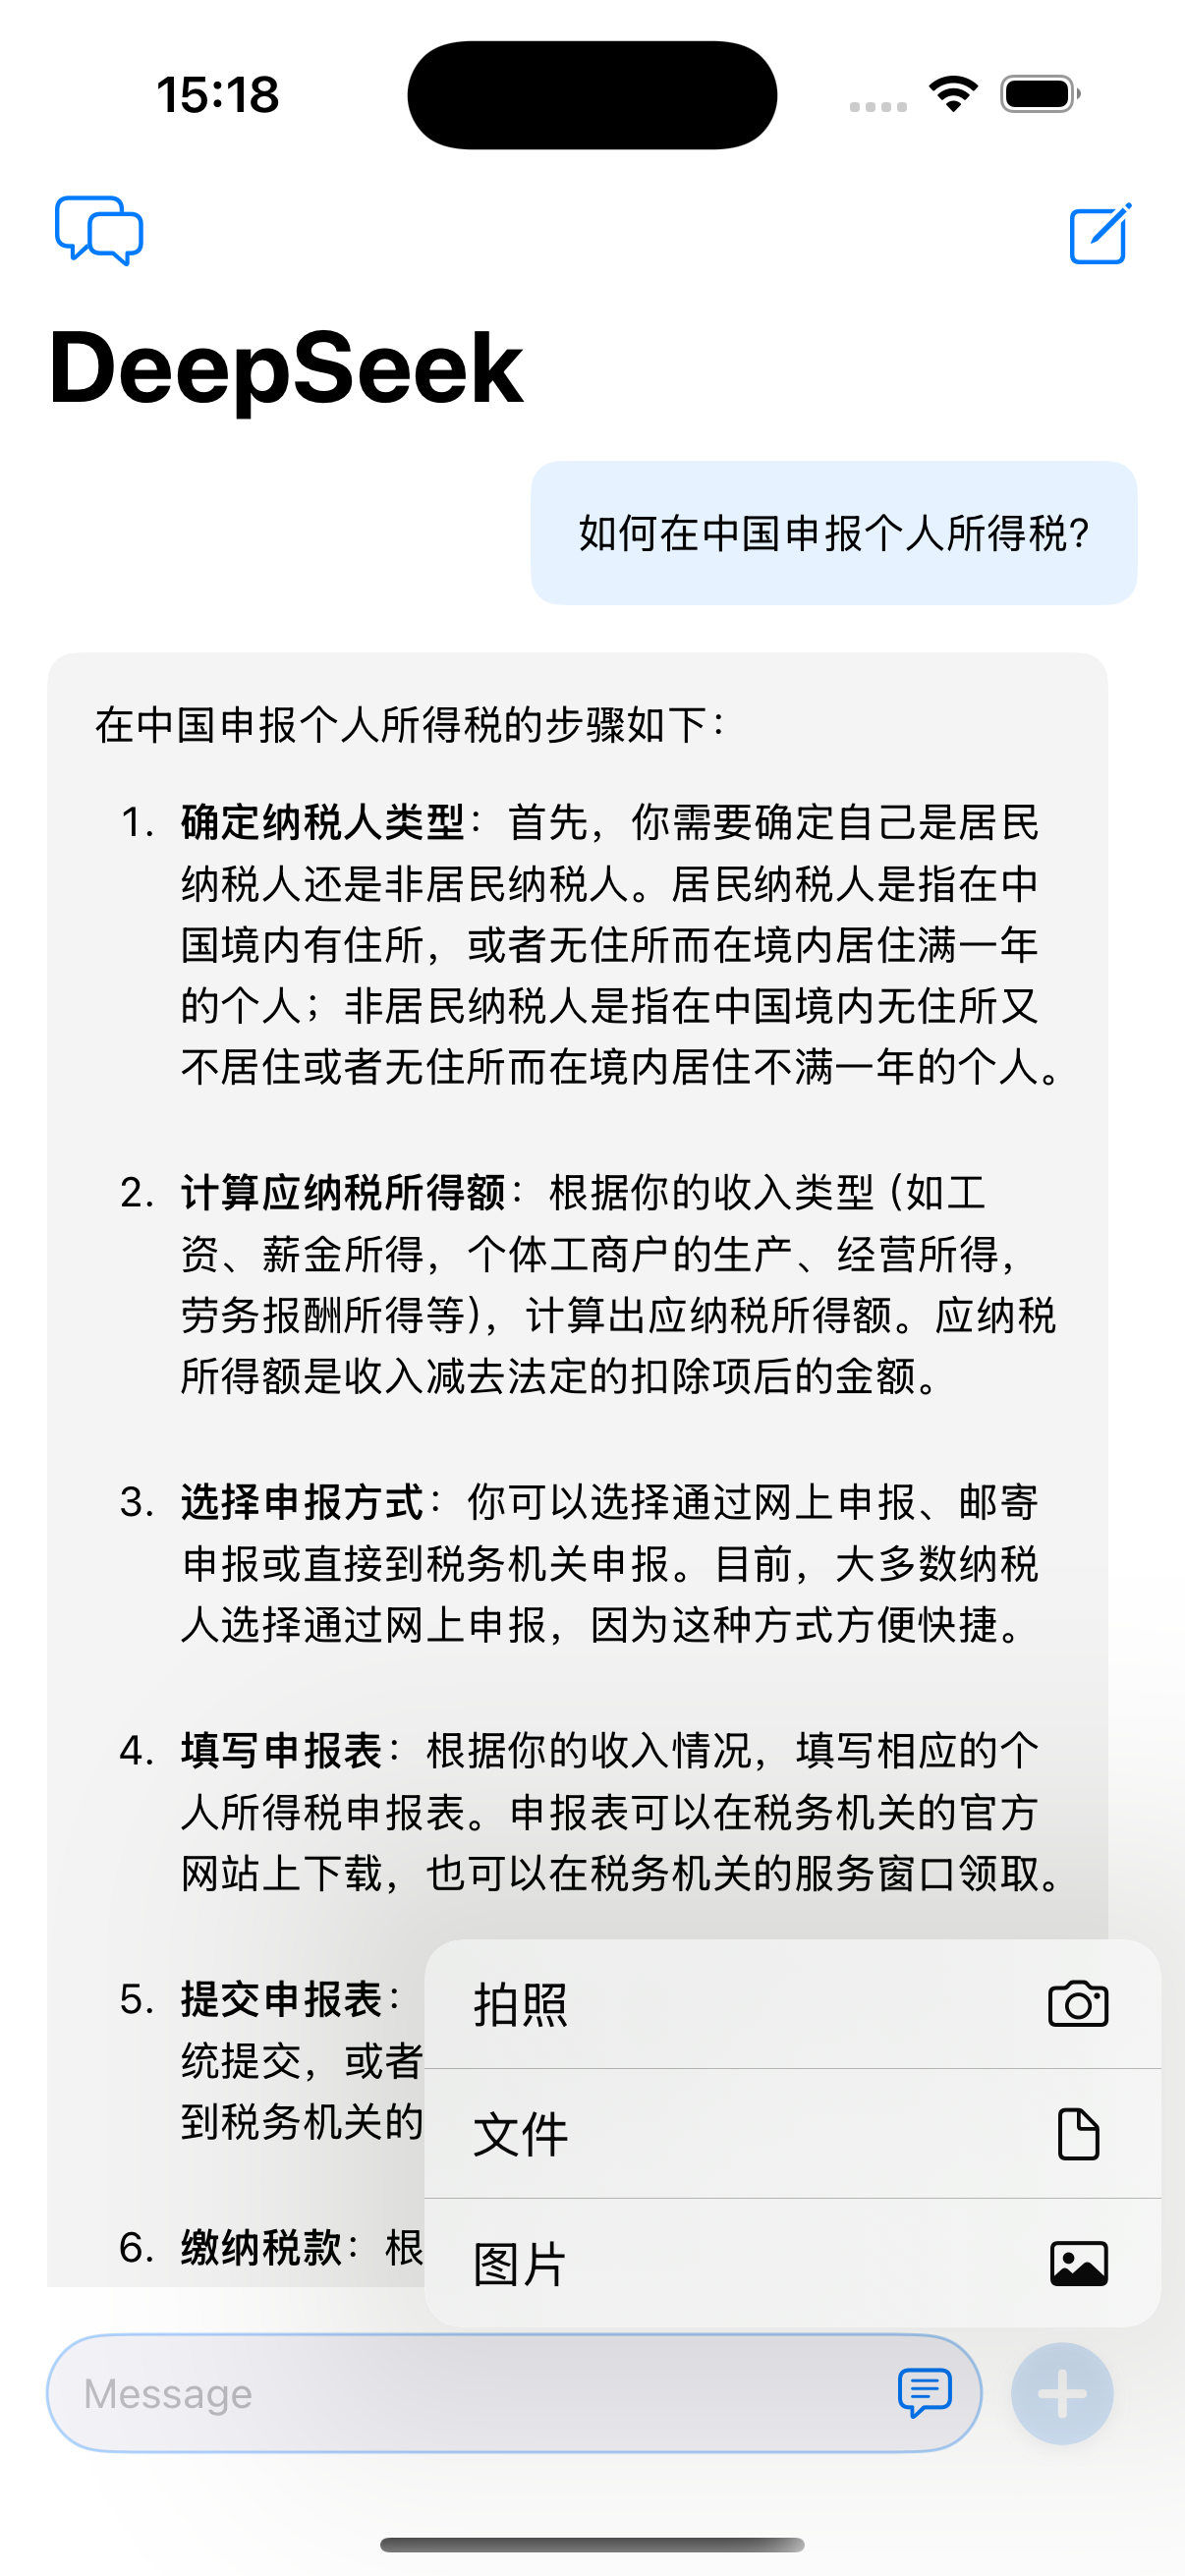 15:18
DeepSeek
如何在中国申报个人所得税?
在中国申报个人所得税的步骤如下：
1. 确定纳税人类型：首先，你需要确定自己是居民
纳税人还是非居民纳税人。居民纳税人是指在中
国境内有住所，或者无住所而在境内居住满一年
的个人；非居民纳税人是指在中国境内无住所又
不居住或者无住所而在境内居住不满一年的个人。
2. 计算应纳税所得额：根据你的收入类型 (如工
资、薪金所得，个体工商户的生产、经营所得，
劳务报酬所得等)，计算出应纳税所得额。应纳税
所得额是收入减去法定的扣除项后的金额。
3. 选择申报方式：你可以选择通过网上申报、邮寄
申报或直接到税务机关申报。目前，大多数纳税
人选择通过网上申报，因为这种方式方便快捷。
4. 填写申报表：根据你的收入情况，填写相应的个
人所得税申报表。申报表可以在税务机关的官方
网站上下载，也可以在税务机关的服务窗口领取。
5. 提交申报表：
统提交，或者
到税务机关的
6. 缴纳税款：根
拍照
文件
图片
Message